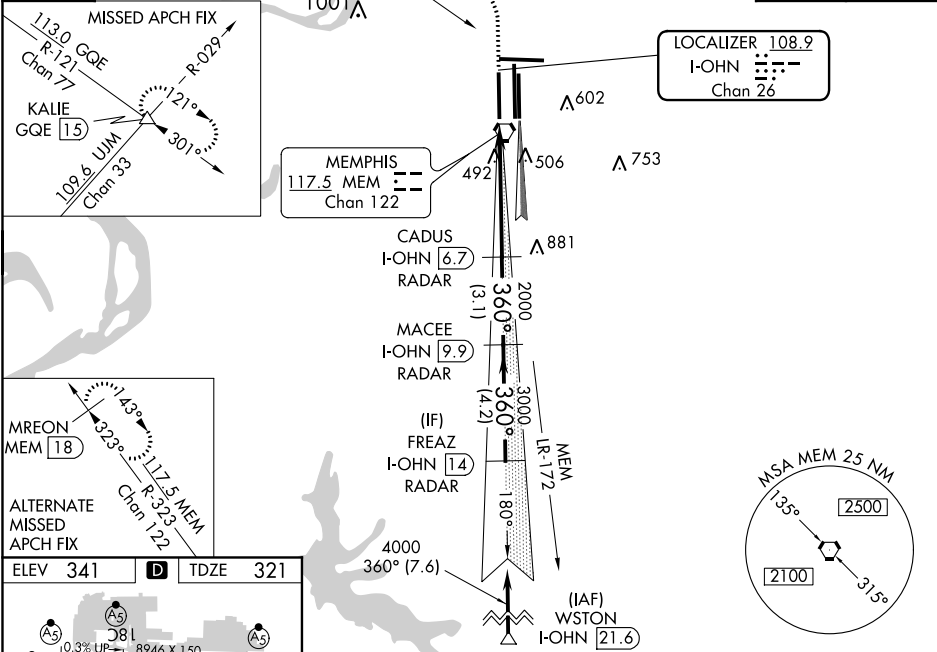 MISSED APCH FIX
113.0 GQE
R-121
Chan 77
R-029
KALIE
GQE 15
121°
301°
109.6 UJM
Chan 33
1001
LOCALIZER 108.9
I-OHN
Chan 26
602
MEMPHIS
117.5 MEM
Chan 122
492
506
753
CADUS
I-OHN 6.7
RADAR
881
2000
360°
(3.1)
MACEE
I-OHN 9.9
RADAR
3000
360°
(4.2)
MREON
MEM 18
143°
323°
117.5 MEM
R-323
Chan 122
ALTERNATE
MISSED
APCH FIX
(IF)
FREAZ
I-OHN 14
RADAR
MEM
LR-172
180°
4000
360° (7.6)
(IAF)
WSTON
I-OHN 21.6
MSA MEM 25 NM
135°
2500
2100
315°
ELEV 341
D
TDZE 321
A5
A5
A5
18C
0.3% UP
8946 X 150